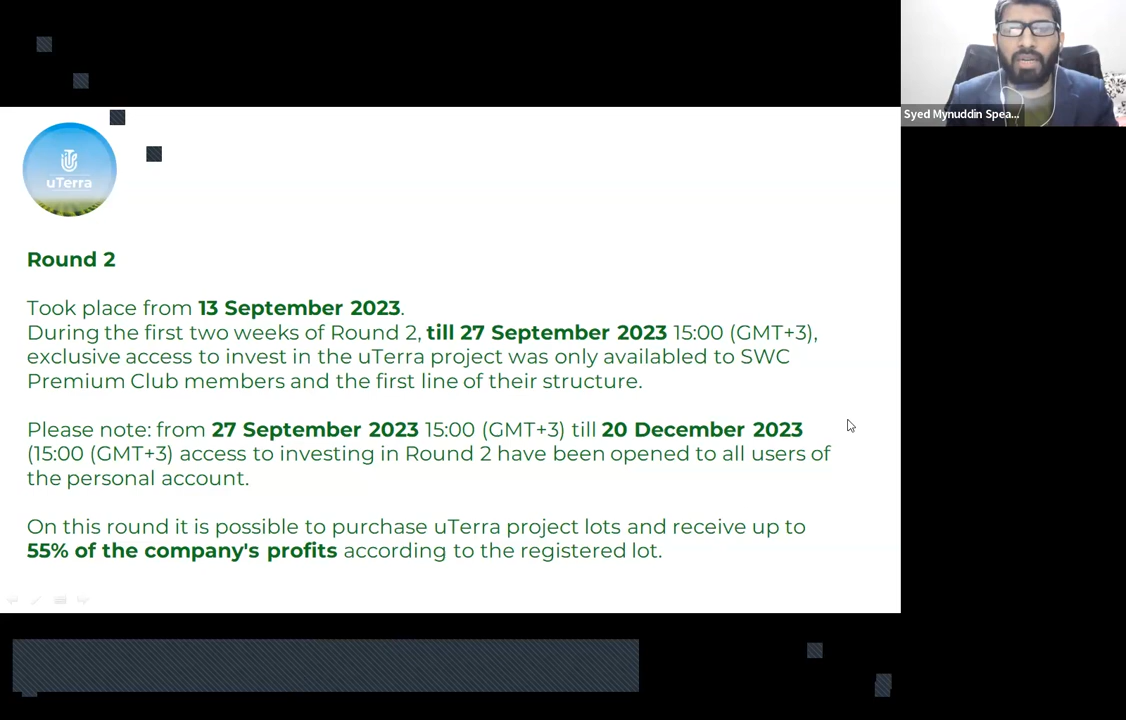 Syed Mynuddin Spea...
uTerra
Round 2
Took place from 13 September 2023.
During the first two weeks of Round 2, till 27 September 2023 15:00 (GMT+3),
exclusive access to invest in the uTerra project was only availabled to SWC
Premium Club members and the first line of their structure.
Please note: from 27 September 2023 15:00 (GMT+3) till 20 December 2023
(15:00 (GMT+3) access to investing in Round 2 have been opened to all users of
the personal account.
On this round it is possible to purchase uTerra project lots and receive up to
55% of the company's profits according to the registered lot.